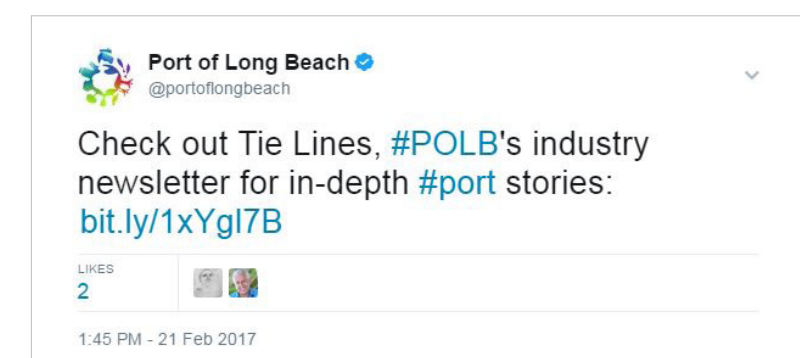 Port of Long Beach
@portoflongbeach
Check out Tie Lines, #POLB's industry
newsletter for in-depth #port stories:
bit.ly/1xYgI7B
LIKES
2
1:45 PM - 21 Feb 2017